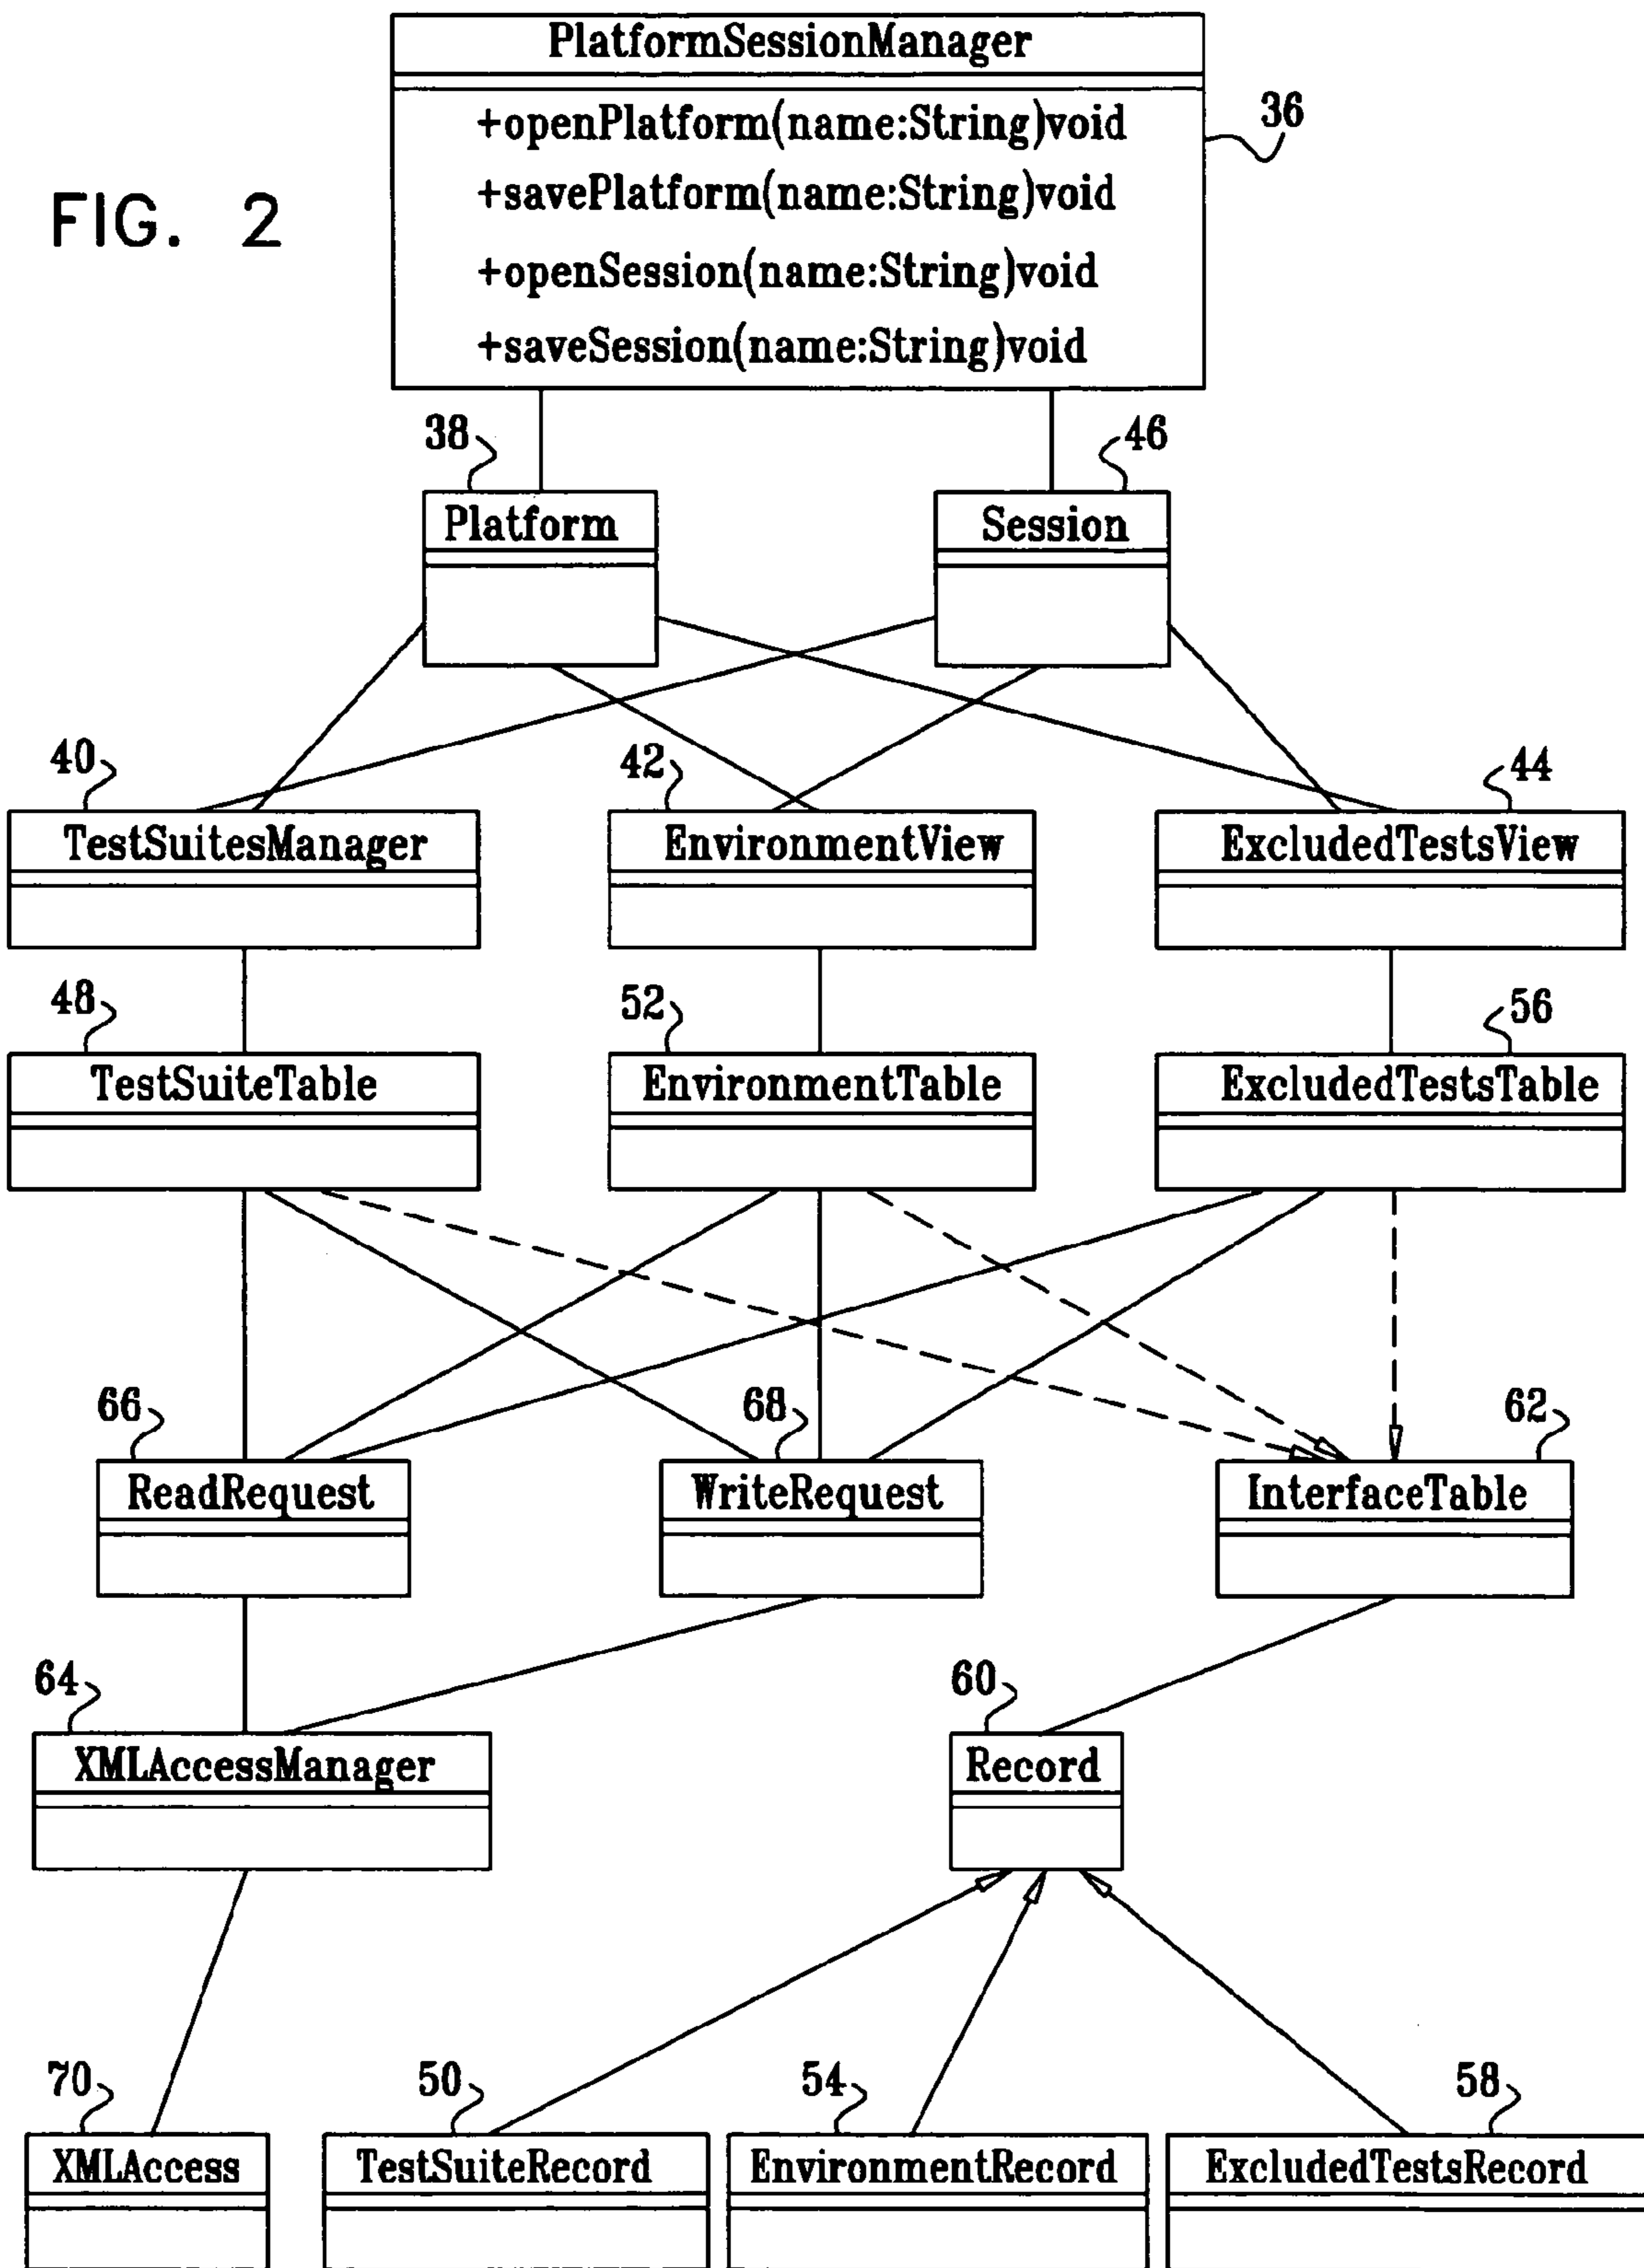 PlatformSessionManager
+openPlatform(name:String)void
36
+savePlatform(name:String)void
FIG. 2
+openSession(name:String)void
+saveSession(name:String)void
38
46
Platform
Session
40
42
44
TestSuitesManager
EnvironmentView
ExcludedTestsView
48
52
56
TestSuiteTable
EnvironmentTable
ExcludedTestsTable
66
68
62
ReadRequest
WriteRequest
InterfaceTable
64
60
XMLAccessManager
Record
70
50
54
58
XMLAccess
TestSuiteRecord
EnvironmentRecord
ExcludedTestsRecord